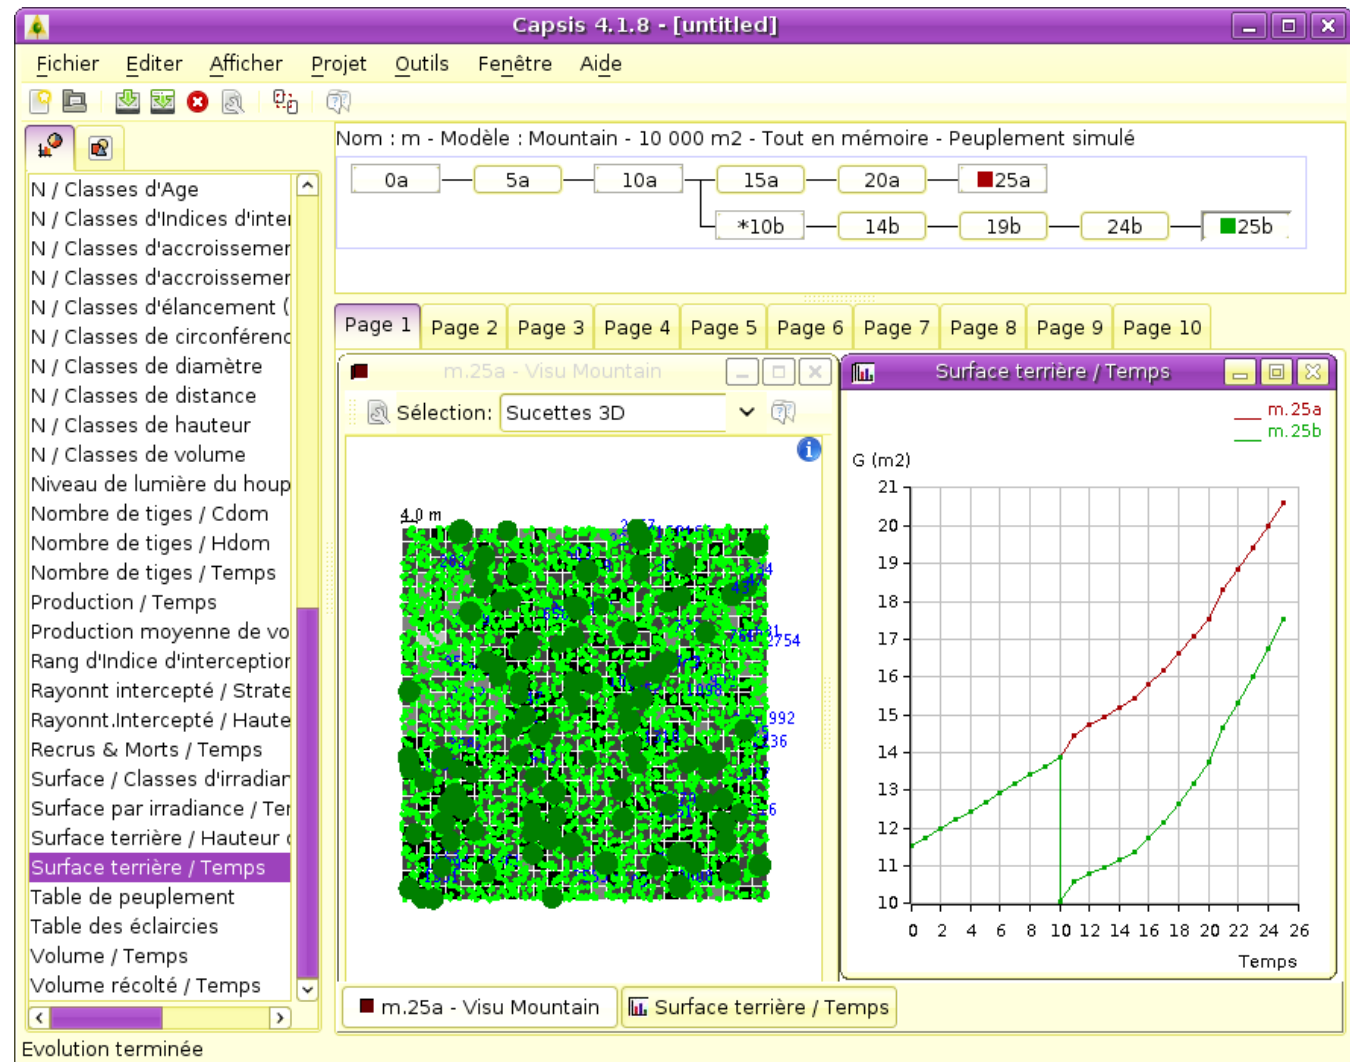 Capsis 4.1.8 - [untitled]
Fichier Editer Afficher Projet Outils Fenêtre Aide
Nom : m - Modèle : Mountain - 10 000 m2 - Tout en mémoire - Peuplement simulé
0a 5a 10a 15a 20a 25a
*10b 14b 19b 24b 25b
N / Classes d'Age
N / Classes d'Indices d'inter
N / Classes d'accroissemer
N / Classes d'accroissemer
N / Classes d'élancement (
N / Classes de circonférenc
N / Classes de diamètre
N / Classes de distance
N / Classes de hauteur
N / Classes de volume
Niveau de lumière du houp
Nombre de tiges / Cdom
Nombre de tiges / Hdom
Nombre de tiges / Temps
Production / Temps
Production moyenne de vo
Rang d'Indice d'interceptior
Rayonnt intercepté / Strate
Rayonnt.Intercepté / Haute
Recrus & Morts / Temps
Surface / Classes d'irradiar
Surface par irradiance / Ter
Surface terrière / Hauteur
Surface terrière / Temps
Table de peuplement
Table des éclaircies
Volume / Temps
Volume récolté / Temps
Page 1 Page 2 Page 3 Page 4 Page 5 Page 6 Page 7 Page 8 Page 9 Page 10
m.25a - Visu Mountain
Sélection: Sucettes 3D
4.0 m
2754
992
1098
Surface terrière / Temps
m.25a
m.25b
G (m2)
21
20
19
18
17
16
15
14
13
12
11
10
0 2 4 6 8 10 12 14 16 18 20 22 24 26
Temps
m.25a - Visu Mountain Surface terrière / Temps
Evolution terminée